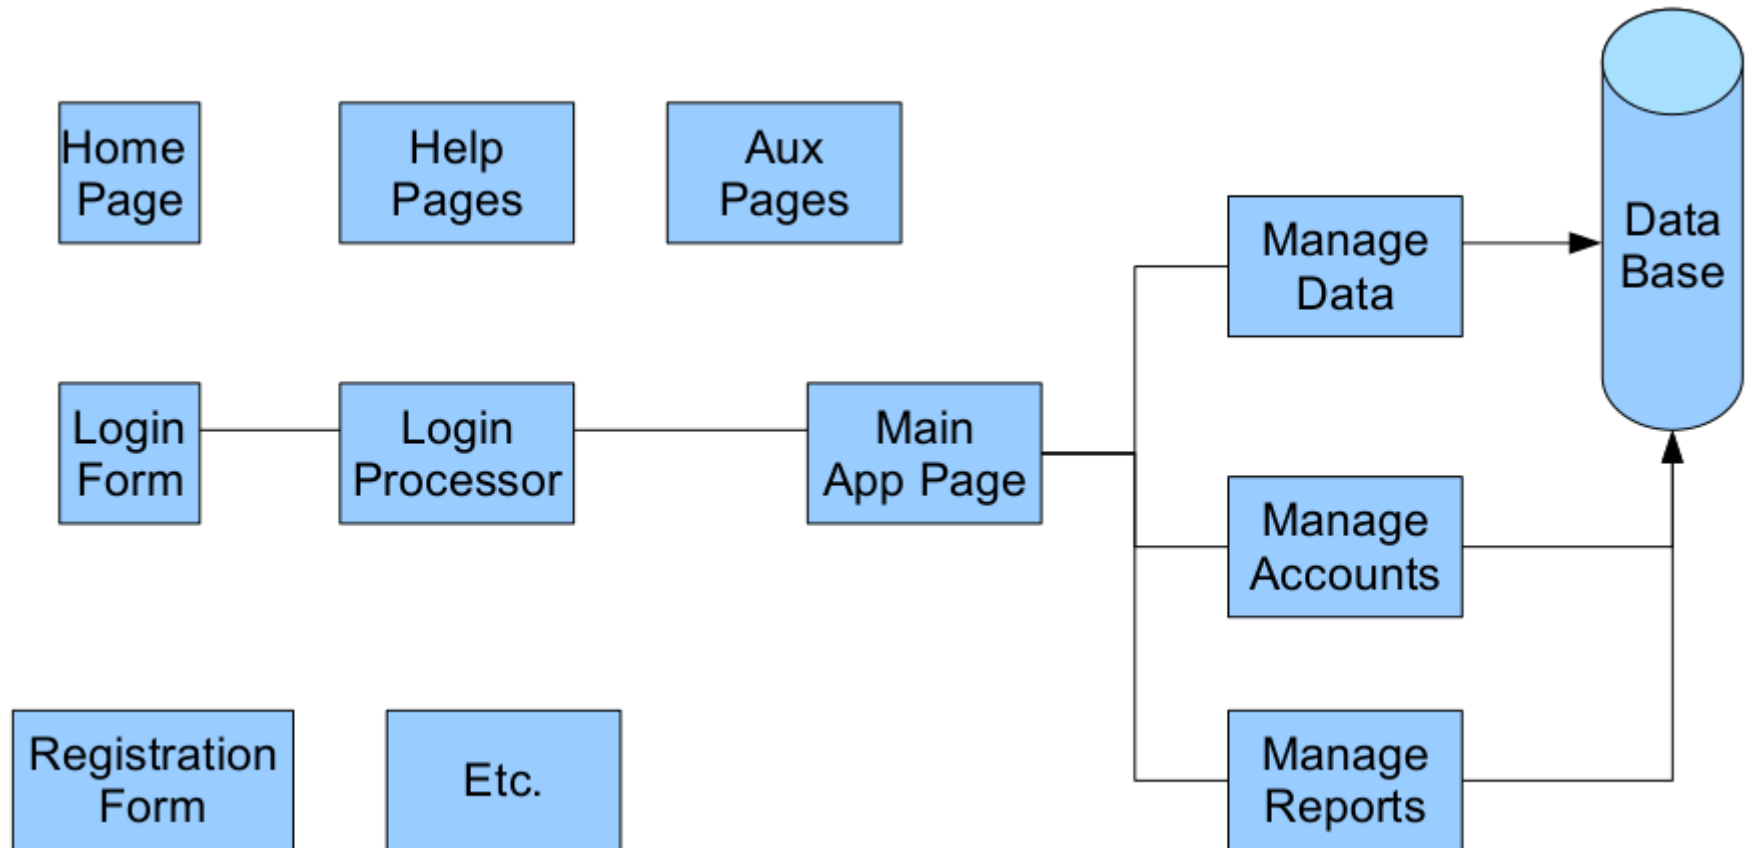 Home
Page
Help
Pages
Aux
Pages
Manage
Data
Data
Base
Login
Form
Login
Processor
Main
App Page
Manage
Accounts
Registration
Form
Etc.
Manage
Reports